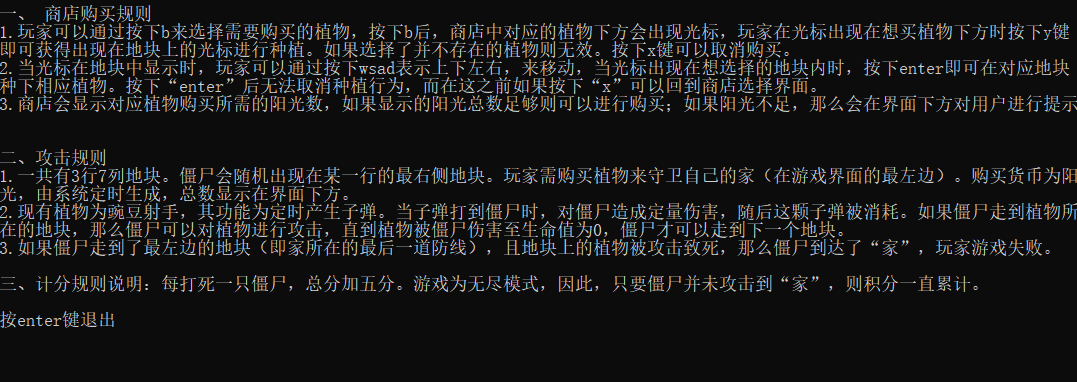 一、 商店购买规则
1.玩家可以通过按下b来选择需要购买的植物，按下b后，商店中对应的植物下方会出现光标，玩家在光标出现在想买植物下方时按下y键
即可获得出现在地块上的光标进行种植。如果选择了并不存在的植物则无效。按下x键可以取消购买。
2.当光标在地块中显示时，玩家可以通过按下wsad表示上下左右，来移动，当光标出现在想选择的地块内时，按下enter即可在对应地块
种下相应植物。按下“enter”后无法取消种植行为，而在这之前如果按下“x”可以回到商店选择界面。
3.商店会显示对应植物购买所需的阳光数，如果显示的阳光总数足够则可以进行购买；如果阳光不足，那么会在界面下方对用户进行提示
二、攻击规则
1.一共有3行7列地块。僵尸会随机出现在某一行的最右侧地块。玩家需购买植物来守卫自己的家（在游戏界面的最左边）。购买货币为阳
光，由系统定时生成，总数显示在界面下方。
2.现有植物为豌豆射手，其功能为定时产生子弹。当子弹打到僵尸时，对僵尸造成定量伤害，随后这颗子弹被消耗。如果僵尸走到植物所
在的地块，那么僵尸可以对植物进行攻击，直到植物被僵尸伤害至生命值为0，僵尸才可以走到下一个地块。
3.如果僵尸走到了最左边的地块（即家所在的最后一道防线），且地块上的植物被攻击致死，那么僵尸到达了“家”，玩家游戏失败。
三、计分规则说明：每打死一只僵尸，总分加五分。游戏为无尽模式，因此，只要僵尸并未攻击到“家”，则积分一直累计。
按enter键退出